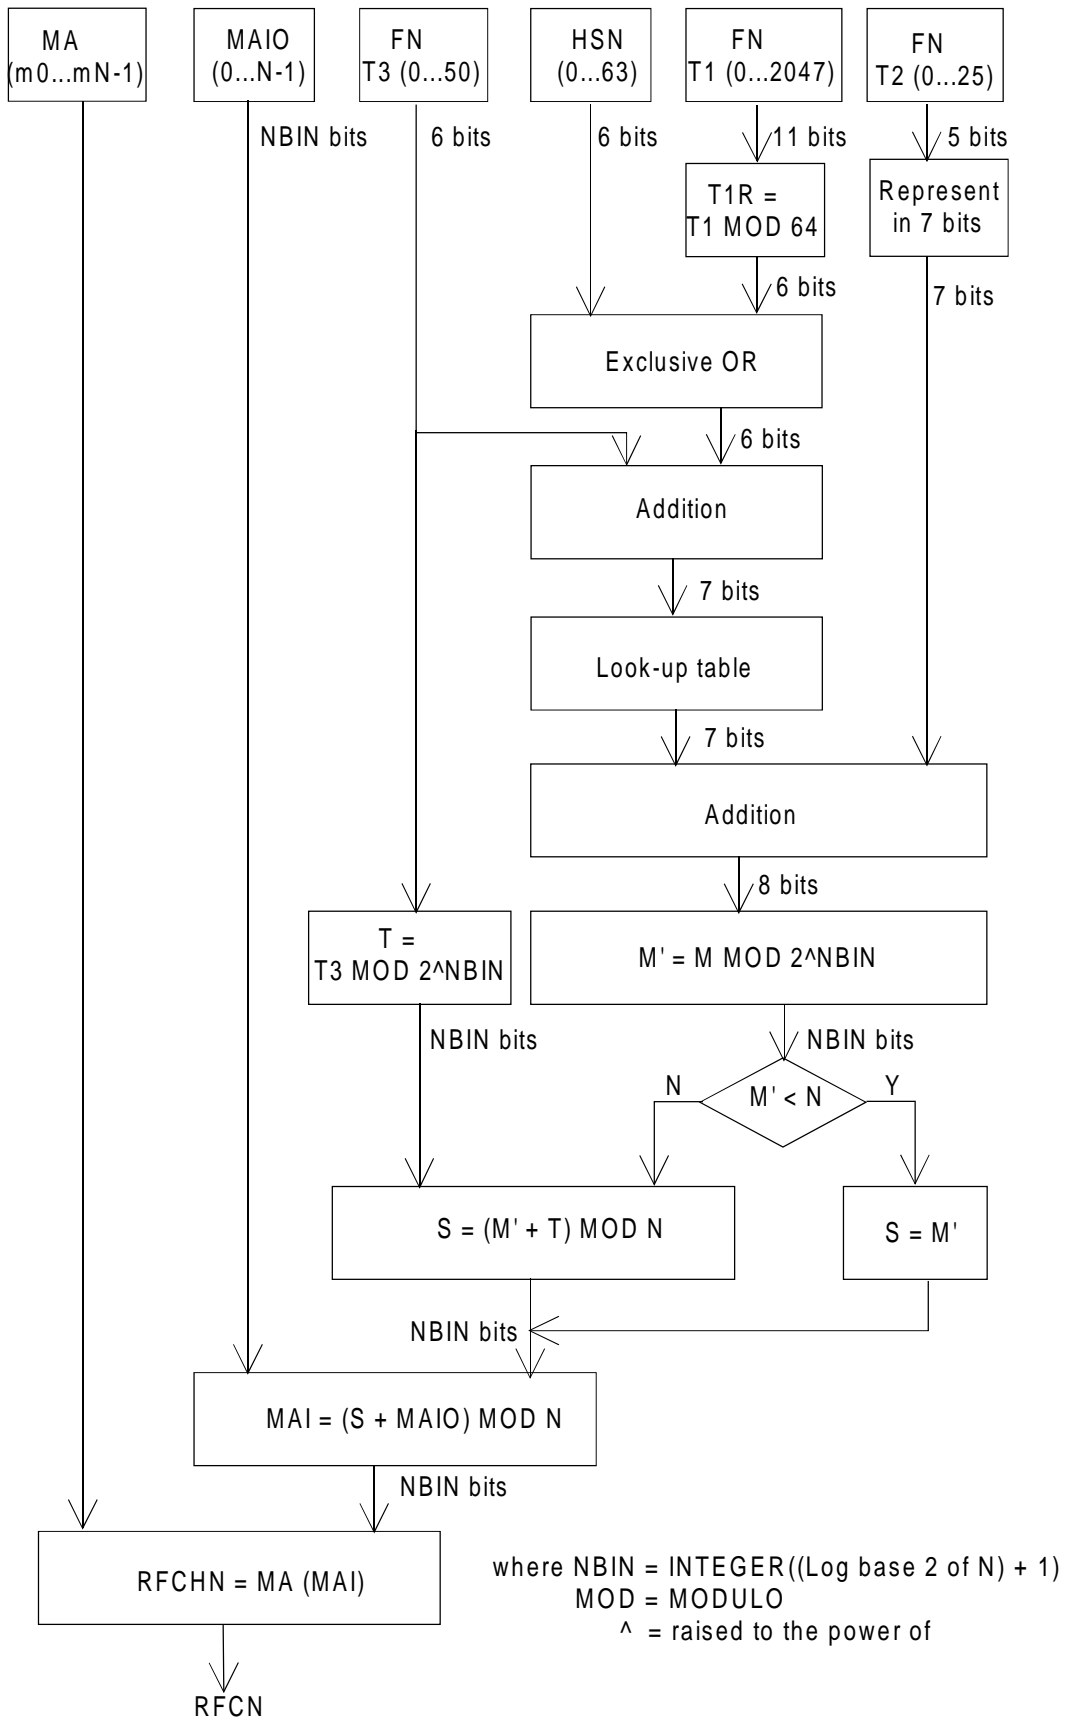 MA
(m0...mN-1)
MAIO
(0...N-1)
FN
T3 (0...50)
HSN
(0...63)
FN
T1 (0...2047)
FN
T2 (0...25)
NBIN bits
6 bits
6 bits
11 bits
5 bits
T1R =
T1 MOD 64
Represent
in 7 bits
6 bits
7 bits
Exclusive OR
6 bits
Addition
7 bits
Look-up table
7 bits
Addition
8 bits
T =
T3 MOD 2^NBIN
M' = M MOD 2^NBIN
NBIN bits
NBIN bits
N
M' < N
Y
S = (M' + T) MOD N
S = M'
NBIN bits
MAI = (S + MAIO) MOD N
NBIN bits
RFCHN = MA (MAI)
where NBIN = INTEGER((Log base 2 of N) + 1)
MOD = MODULO
^ = raised to the power of
RFCN